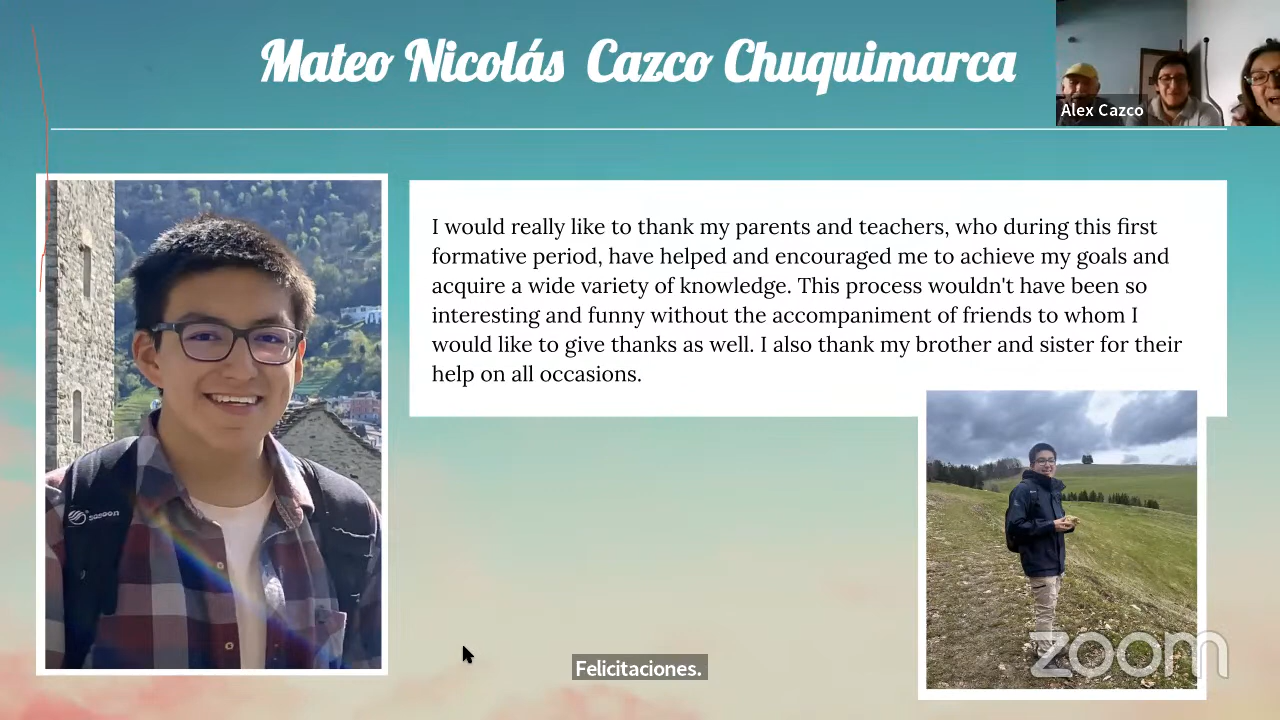 Mateo Nicolás Cazco Chuquimarca
Alex Cazco
I would really like to thank my parents and teachers, who during this first
formative period, have helped and encouraged me to achieve my goals and
acquire a wide variety of knowledge. This process wouldn't have been so
interesting and funny without the accompaniment of friends to whom I
would like to give thanks as well. I also thank my brother and sister for their
help on all occasions.
sosoon
Felicitaciones.
zoom